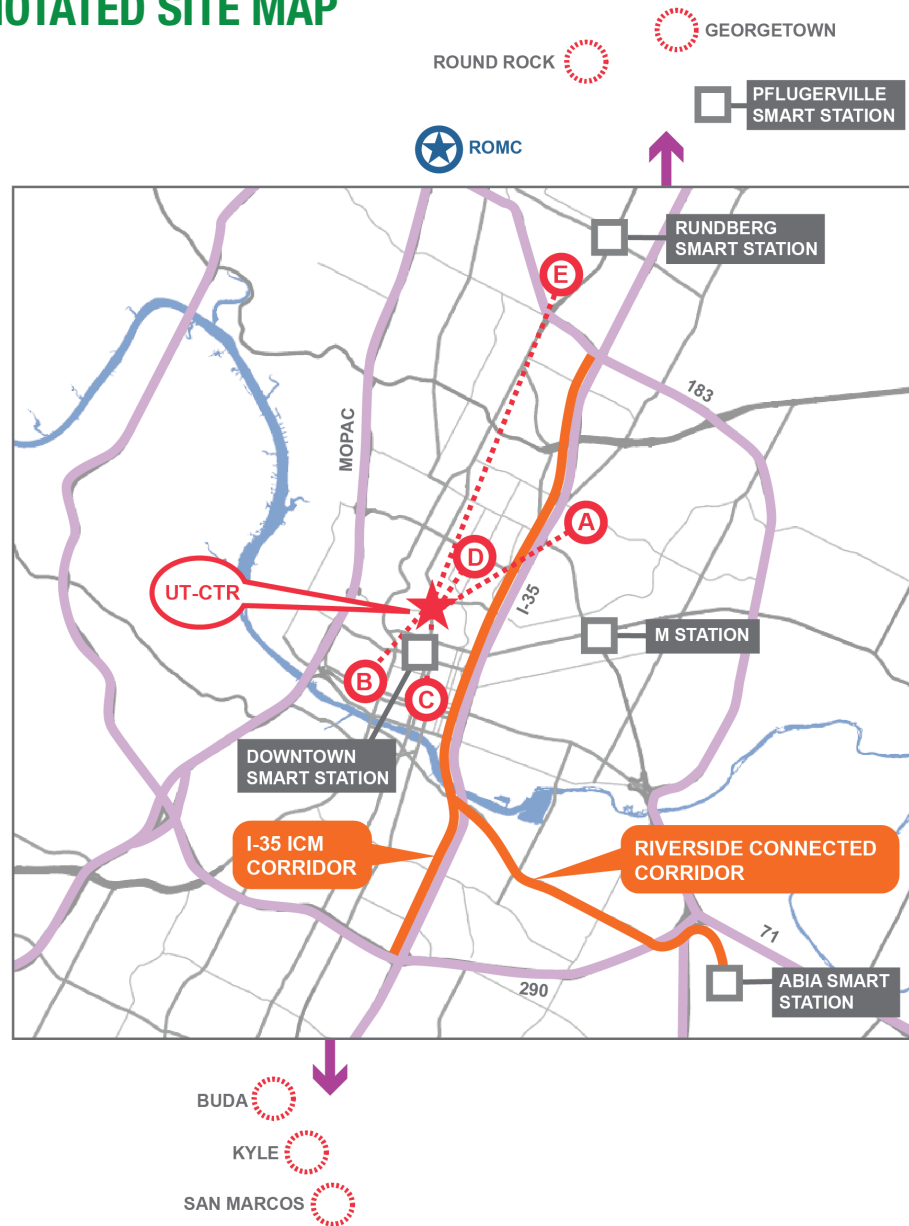 NOTATED SITE MAP
GEORGETOWN
ROUND ROCK
PFLUGERVILLE
SMART STATION
ROMC
RUNDBERG
SMART STATION
E
183
MOPAC
A
D
UT-CTR
I-35
M STATION
B
C
DOWNTOWN
SMART STATION
I-35 ICM
CORRIDOR
RIVERSIDE CONNECTED
CORRIDOR
71
ABIA SMART
STATION
290
BUDA
KYLE
SAN MARCOS